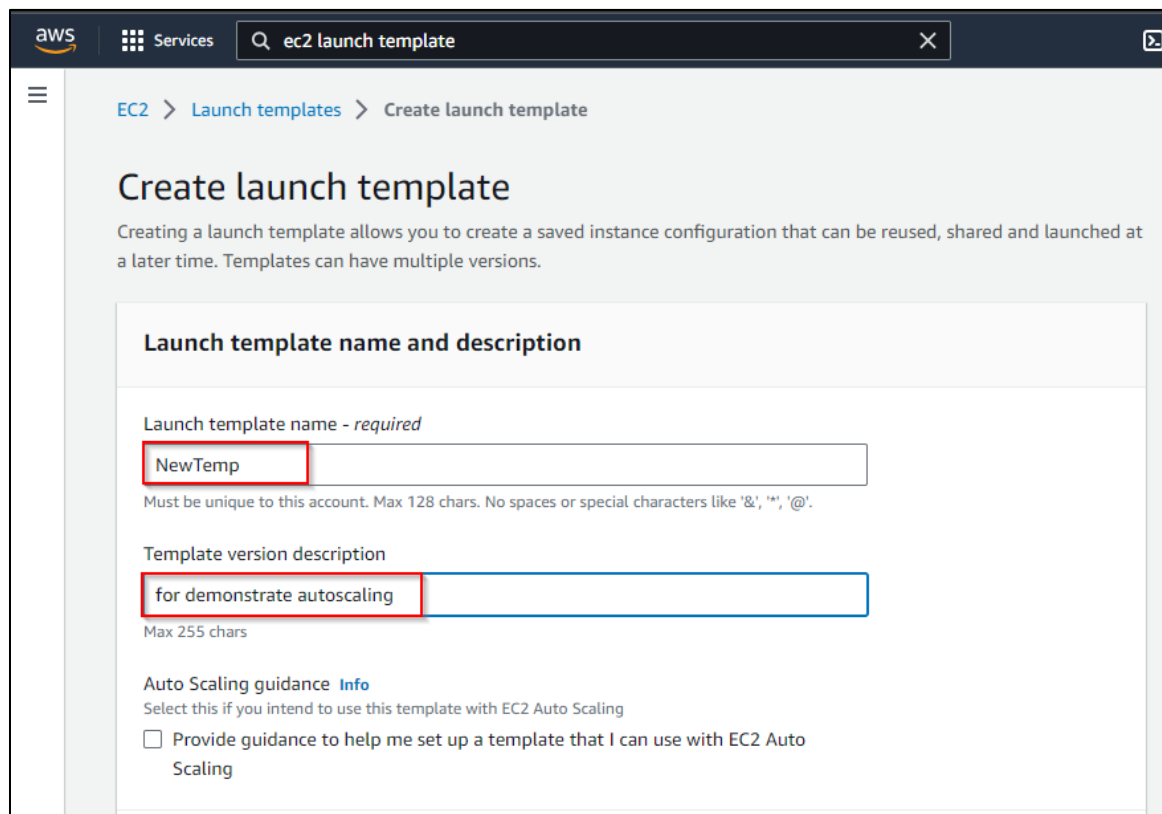 aws
Services
ec2 launch template
EC2 > Launch templates > Create launch template
Create launch template
Creating a launch template allows you to create a saved instance configuration that can be reused, shared and launched at
a later time. Templates can have multiple versions.
Launch template name and description
Launch template name - required
NewTemp
Must be unique to this account. Max 128 chars. No spaces or special characters like '&', '*', '@'.
Template version description
for demonstrate autoscaling
Max 255 chars
Auto Scaling guidance Info
Select this if you intend to use this template with EC2 Auto Scaling
Provide guidance to help me set up a template that I can use with EC2 Auto
Scaling